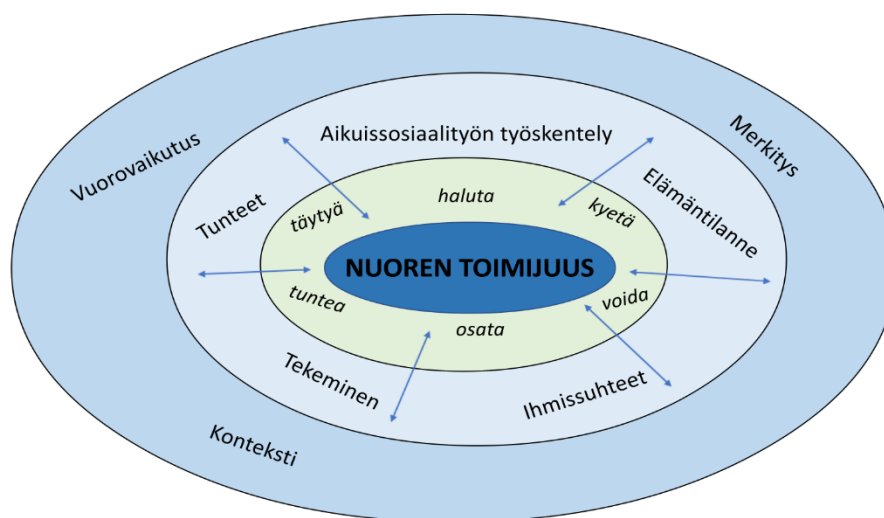 Vuorovaikutus
Merkitys
Aikuissosiaalityön työskentely
Tunteet
Elämäntilanne
täytyä
haluta
kyetä
NUOREN TOIMIJUUS
tuntea
osata
voida
Tekeminen
Ihmissuhteet
Konteksti